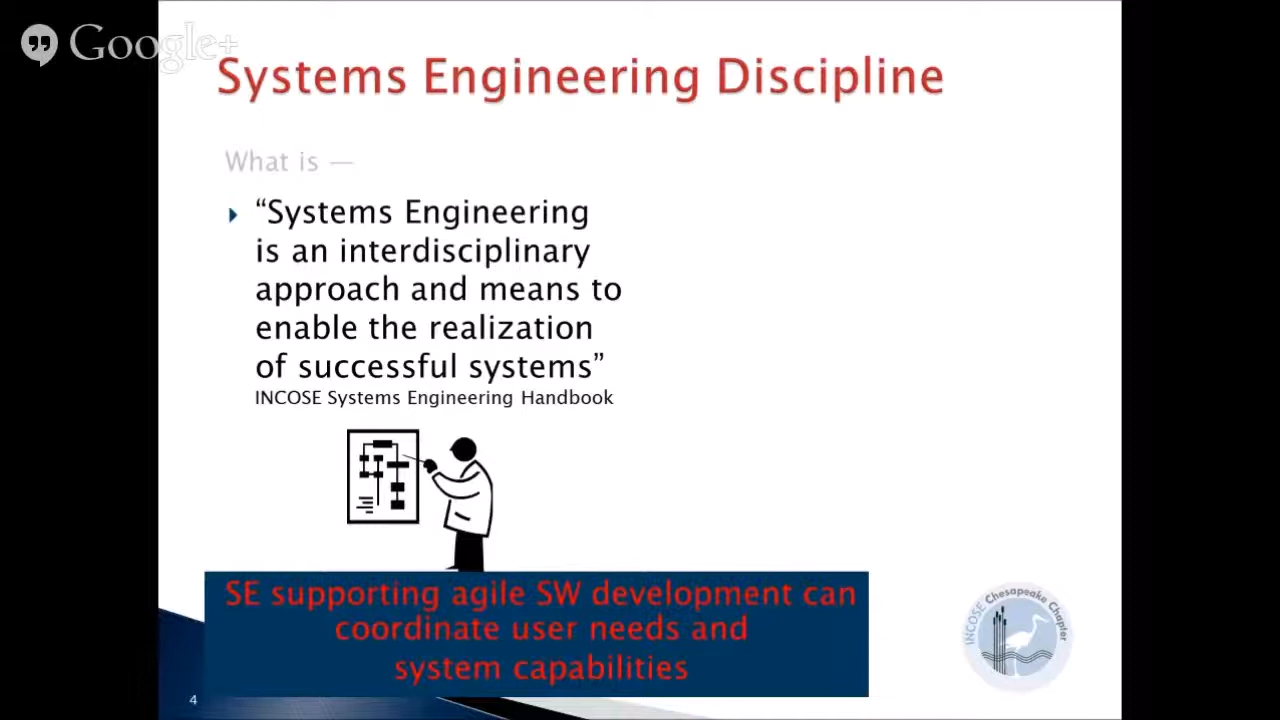 Google+
Systems Engineering Discipline
What is —
“Systems Engineering
is an interdisciplinary
approach and means to
enable the realization
of successful systems”
INCOSE Systems Engineering Handbook
SE supporting agile SW development can
coordinate user needs and
system capabilities
INCOSE Chesapeake Chapter
4